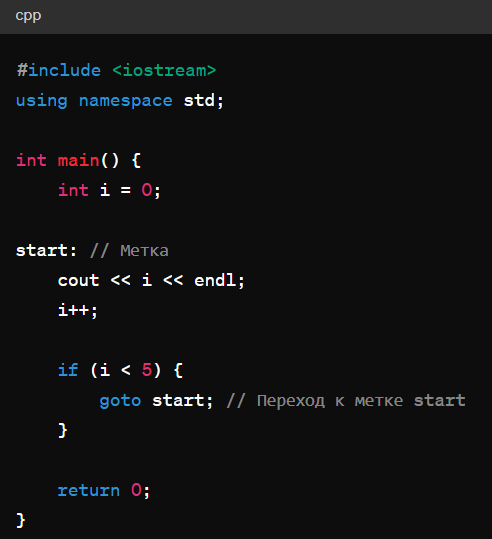 cpp
#include <iostream>
using namespace std;
int main() {
    int i = 0;
start: // Метка
    cout << i << endl;
    i++;
    if (i < 5) {
        goto start; // Переход к метке start
    }
    return 0;
}